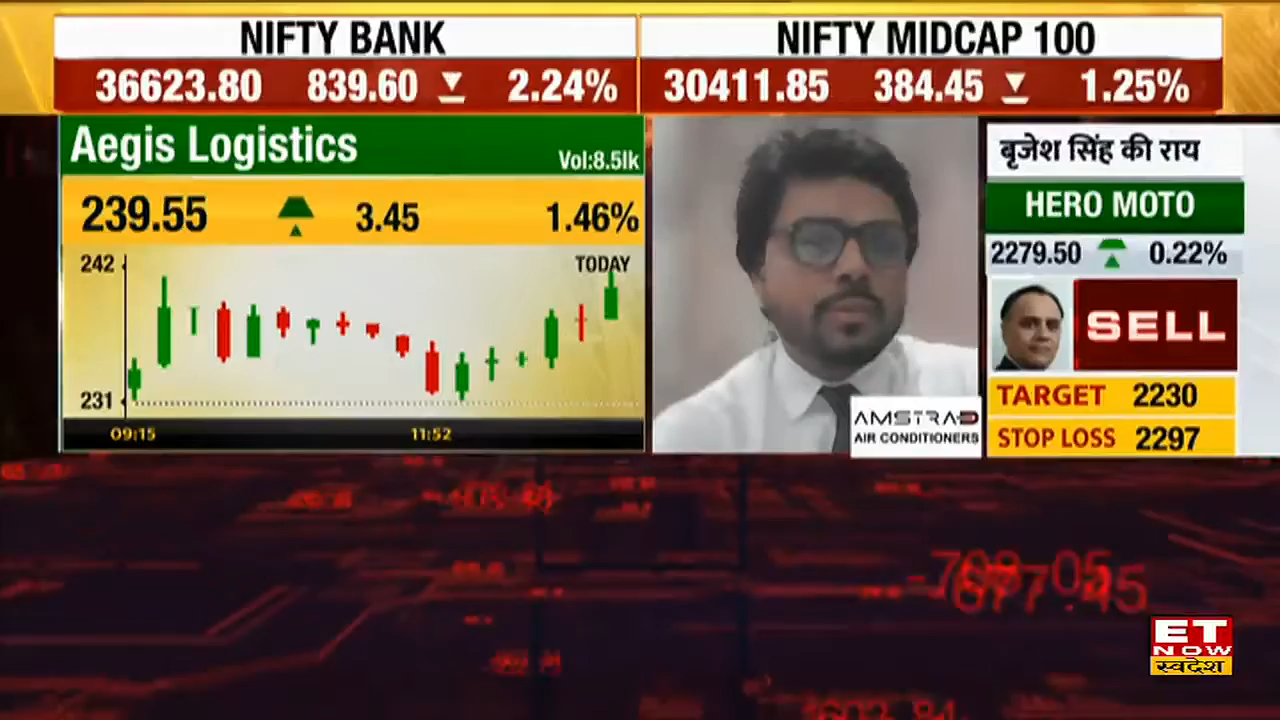 NIFTY BANK
36623.80 839.60 2.24%
NIFTY MIDCAP 100
30411.85 384.45 1.25%
Aegis Logistics
Vol:8.5lk
239.55 3.45 1.46%
242
TODAY
231
09:15 11:52
AMSTRAD
AIR CONDITIONERS
बृजेश सिंह की राय
HERO MOTO
2279.50 0.22%
SELL
TARGET 2230
STOP LOSS 2297
ET
NOW
स्वदेश